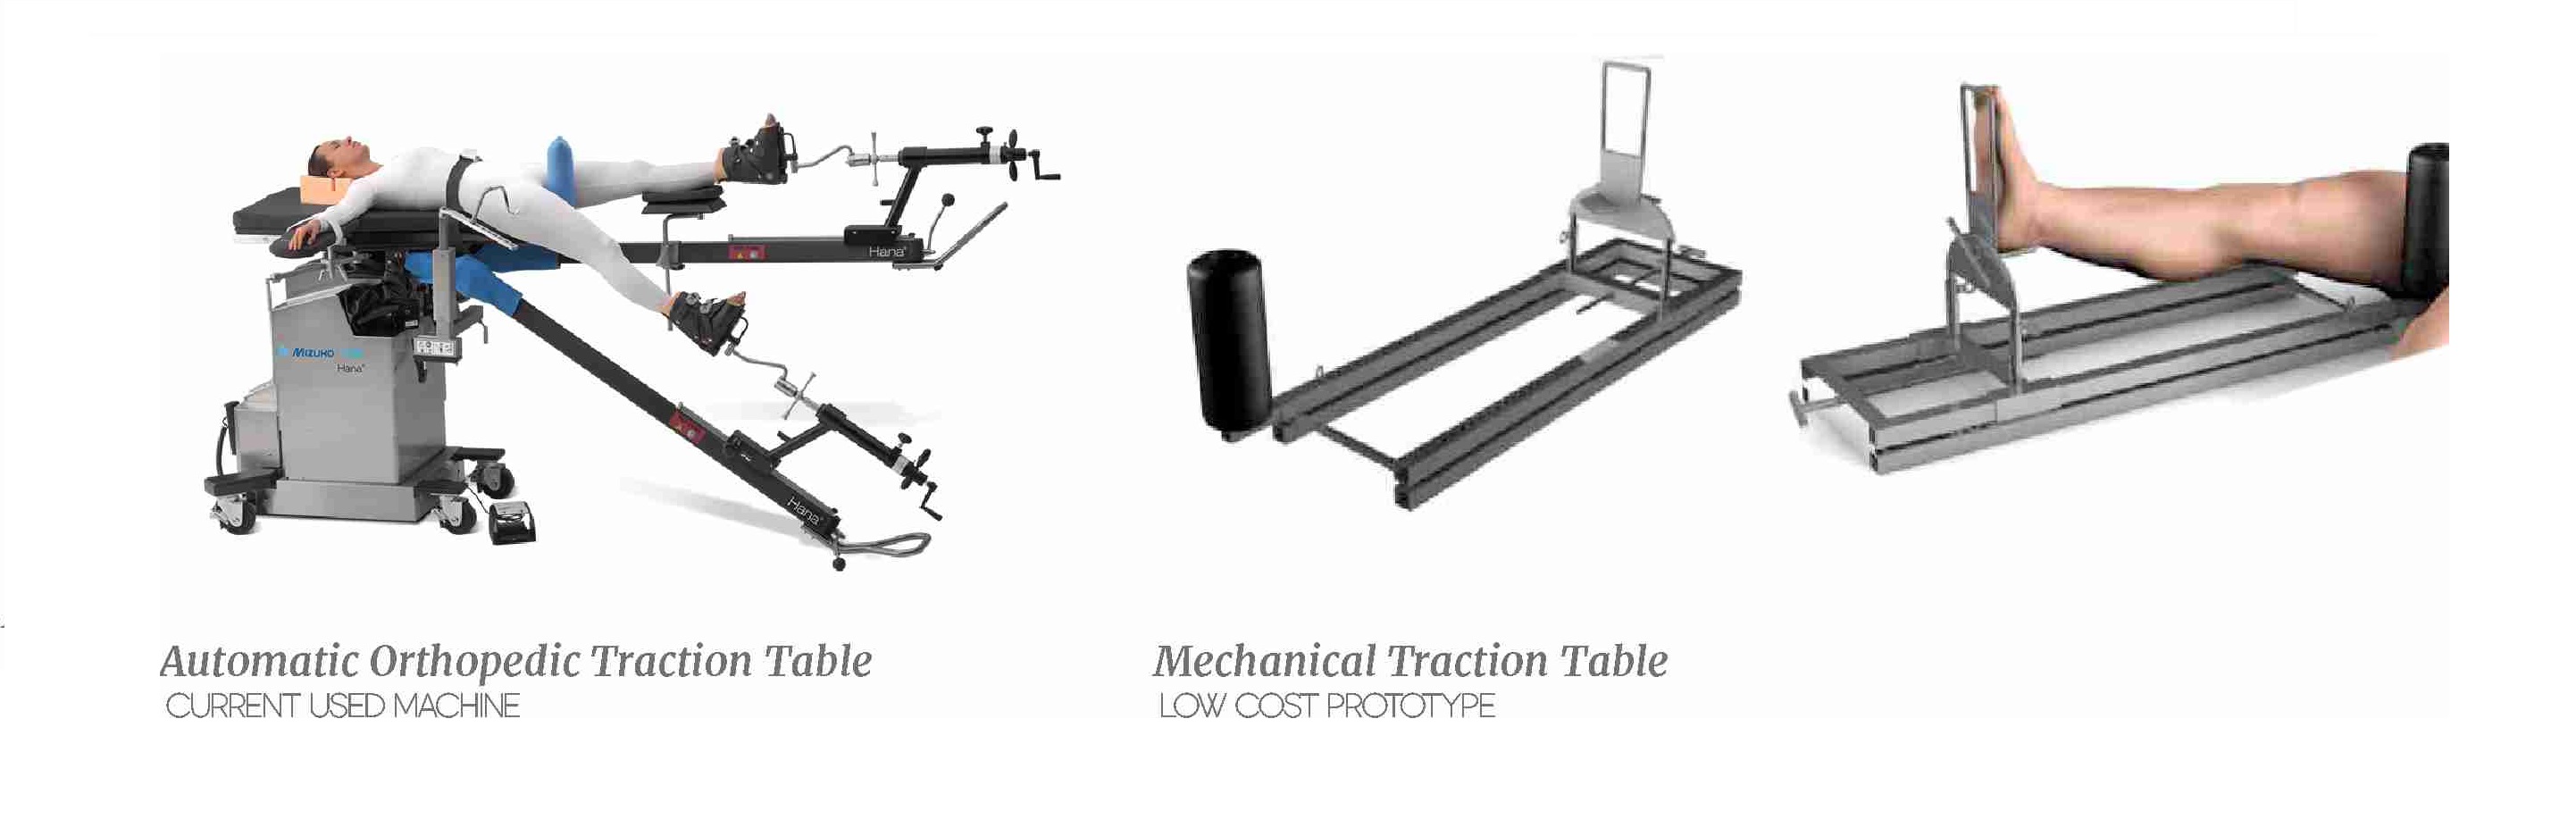 Hana®
MIZUHO
Hana®
Hana®
Automatic Orthopedic Traction Table
CURRENT USED MACHINE
Mechanical Traction Table
LOW COST PROTOTYPE